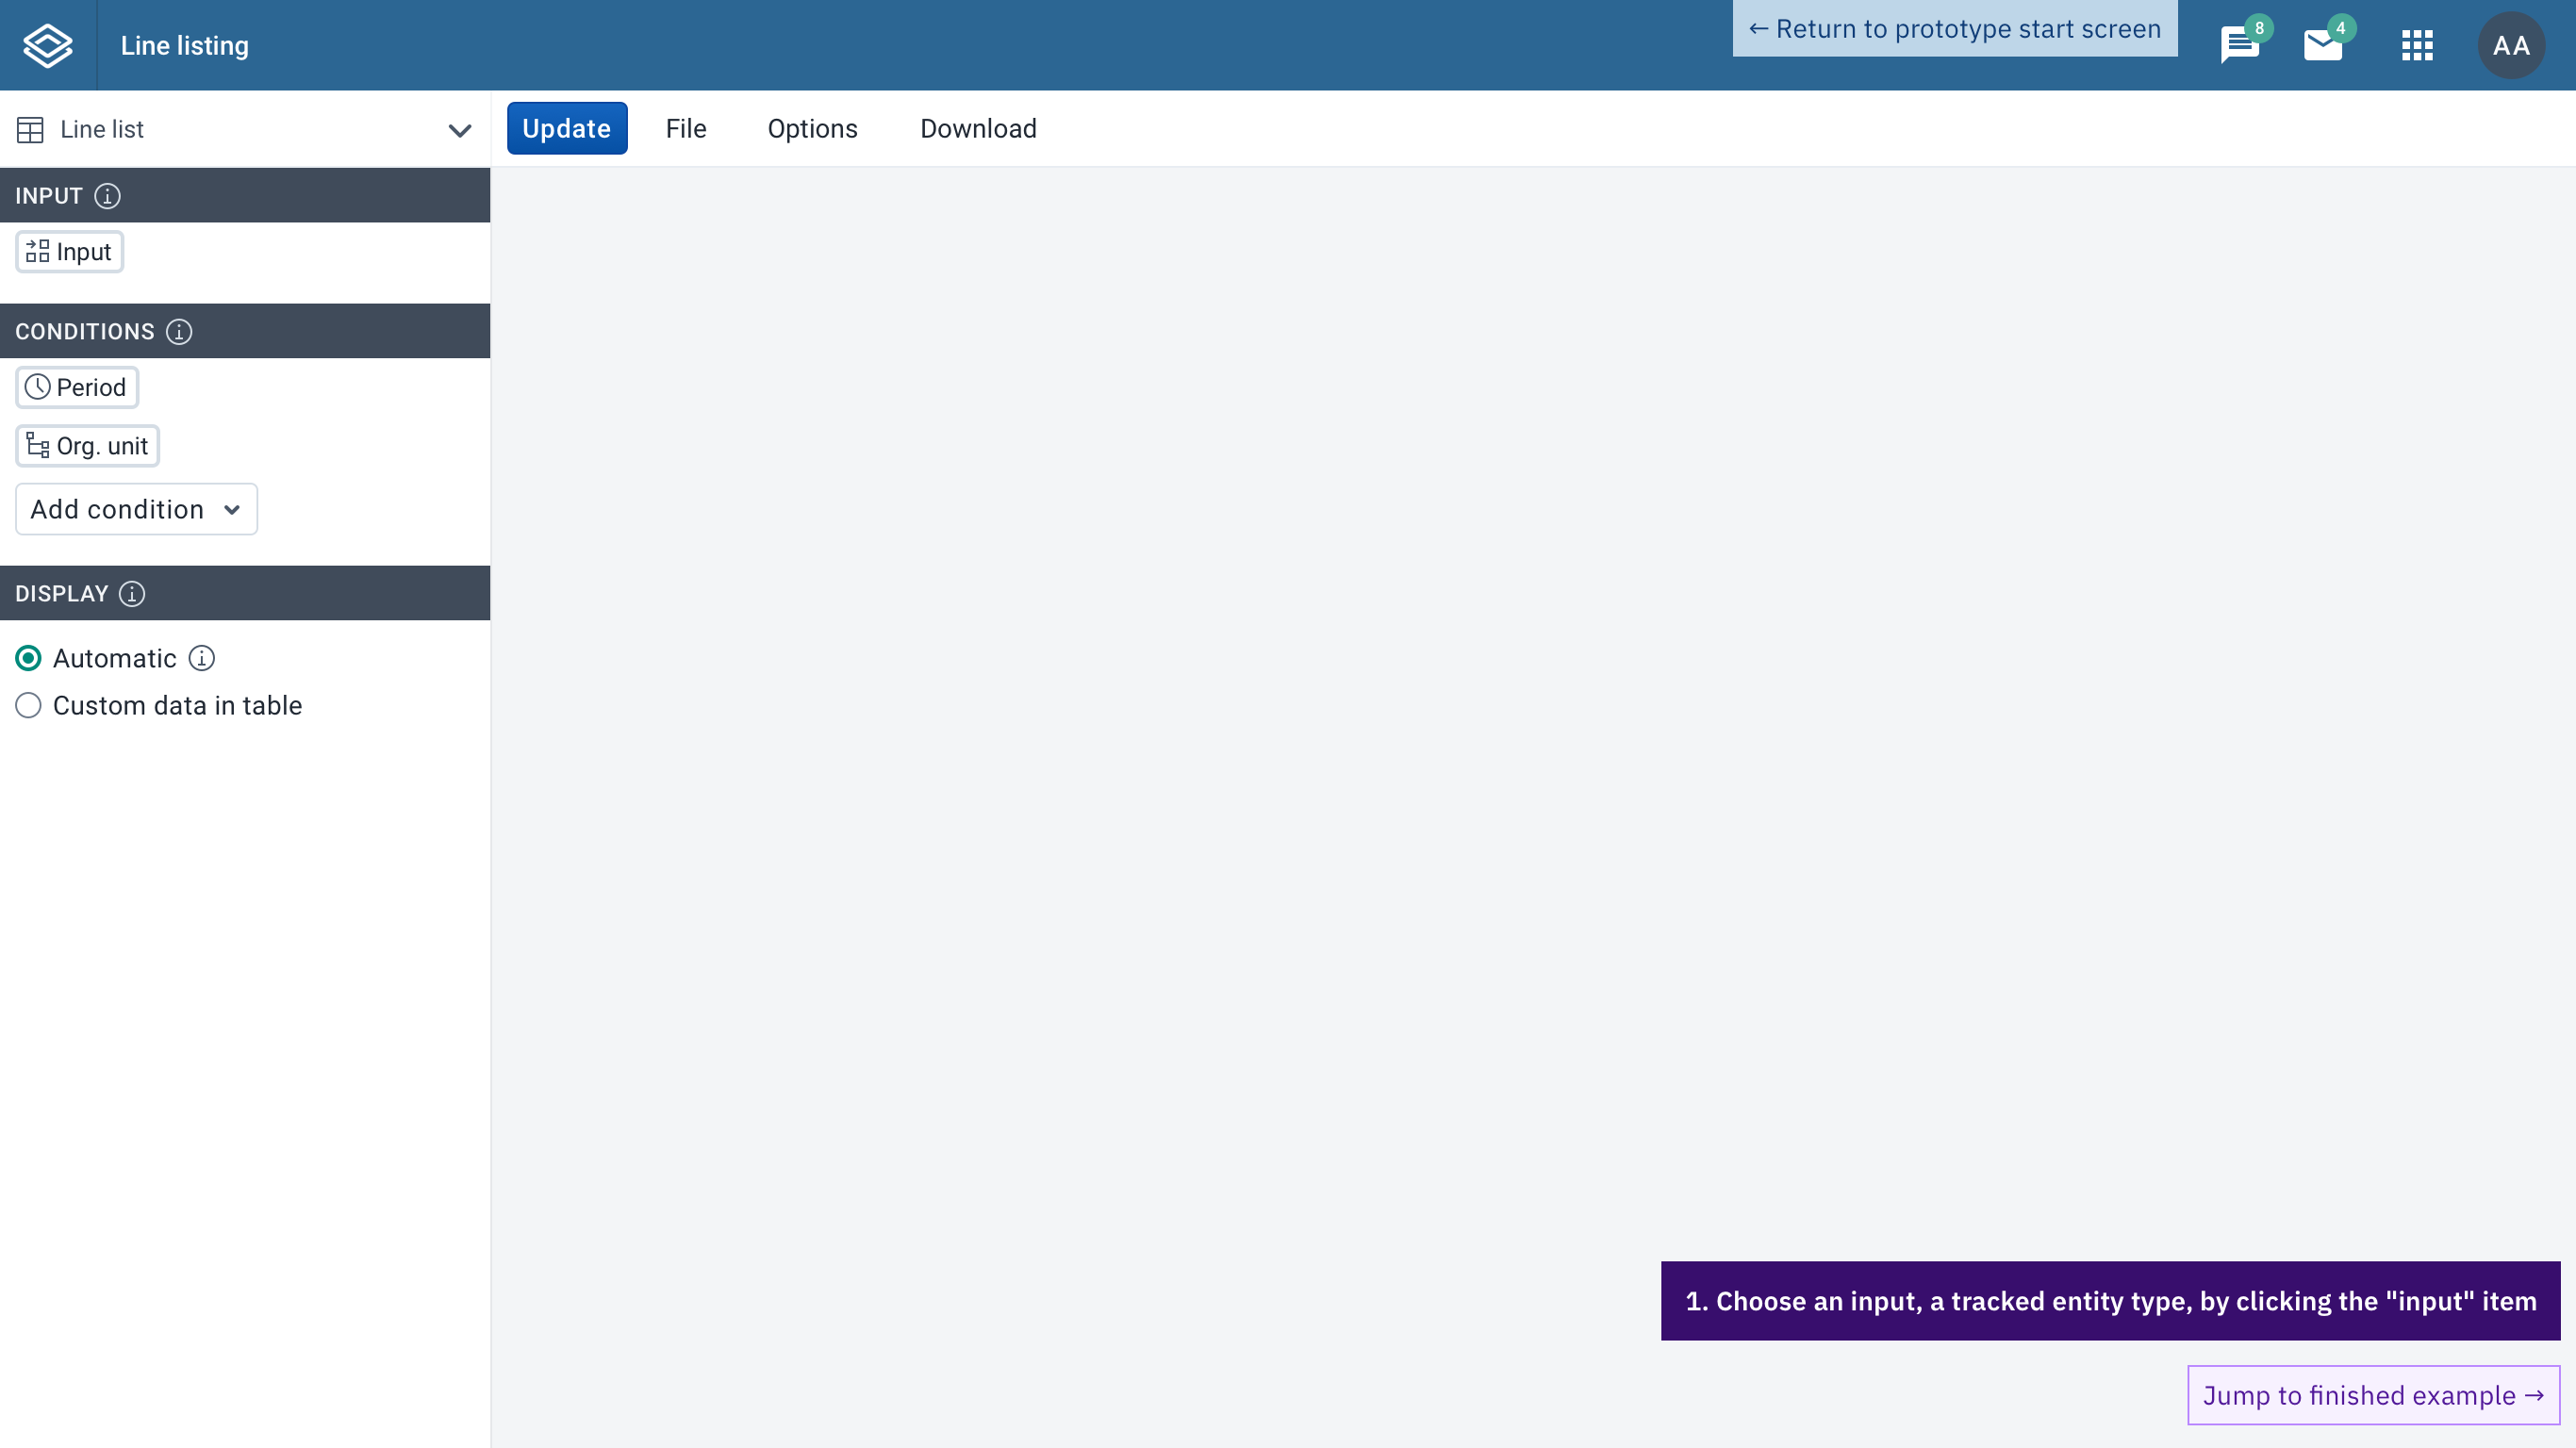 Line listing
← Return to prototype start screen
8
4
AA
Line list
Update
File
Options
Download
INPUT
Input
CONDITIONS
Period
Org. unit
Add condition
DISPLAY
Automatic
Custom data in table
1. Choose an input, a tracked entity type, by clicking the "input" item
Jump to finished example →